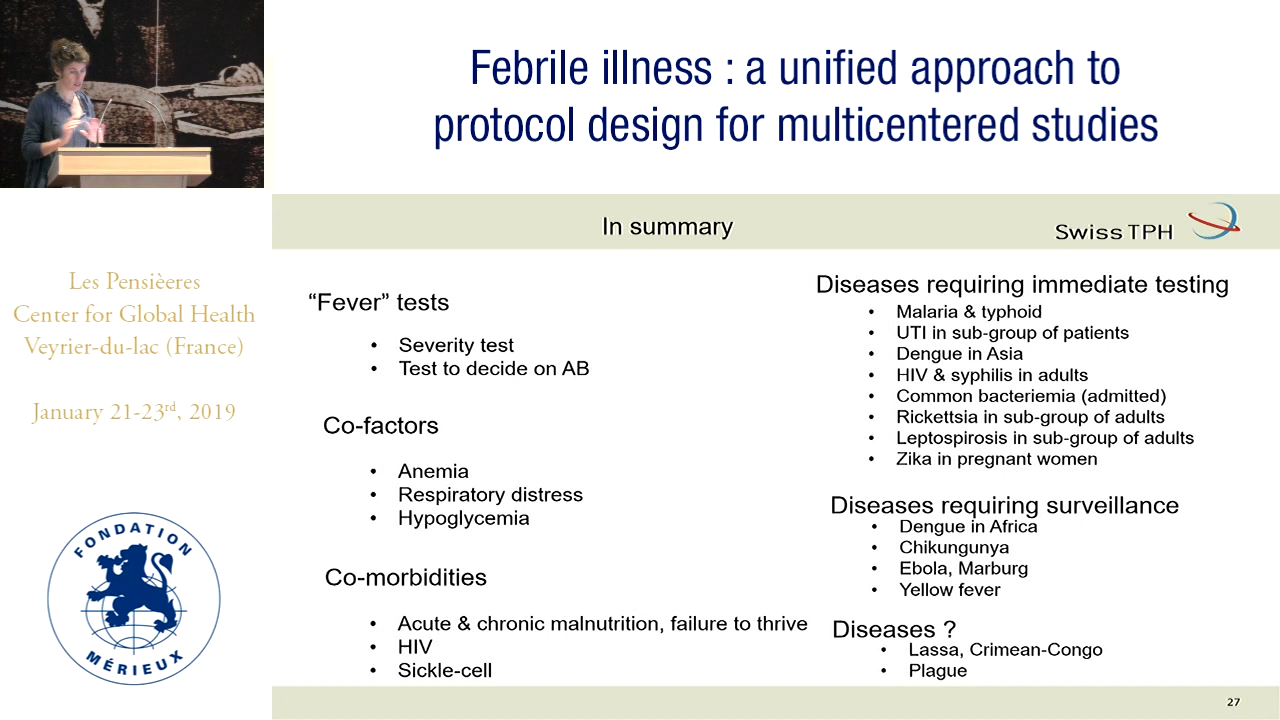 Febrile illness : a unified approach to
protocol design for multicentered studies
Les Pensièeres
Center for Global Health
Veyrier-du-lac (France)
January 21-23rd, 2019
FONDATION
MÉRIEUX
In summary
Swiss TPH
“Fever” tests
• Severity test
• Test to decide on AB
Co-factors
• Anemia
• Respiratory distress
• Hypoglycemia
Co-morbidities
• Acute & chronic malnutrition, failure to thrive
• HIV
• Sickle-cell
Diseases requiring immediate testing
• Malaria & typhoid
• UTI in sub-group of patients
• Dengue in Asia
• HIV & syphilis in adults
• Common bacteriemia (admitted)
• Rickettsia in sub-group of adults
• Leptospirosis in sub-group of adults
• Zika in pregnant women
Diseases requiring surveillance
• Dengue in Africa
• Chikungunya
• Ebola, Marburg
• Yellow fever
Diseases ?
• Lassa, Crimean-Congo
• Plague
27